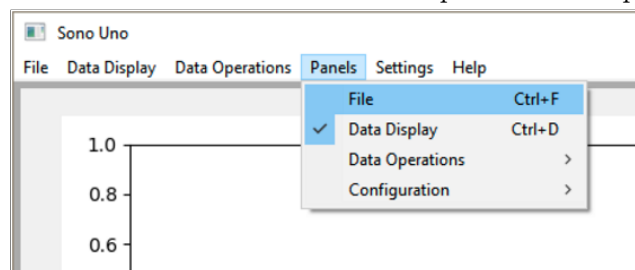 Sono Uno
File Data Display Data Operations Panels Settings Help
File Ctrl+F
Data Display Ctrl+D
Data Operations
Configuration
1.0
0.8
0.6